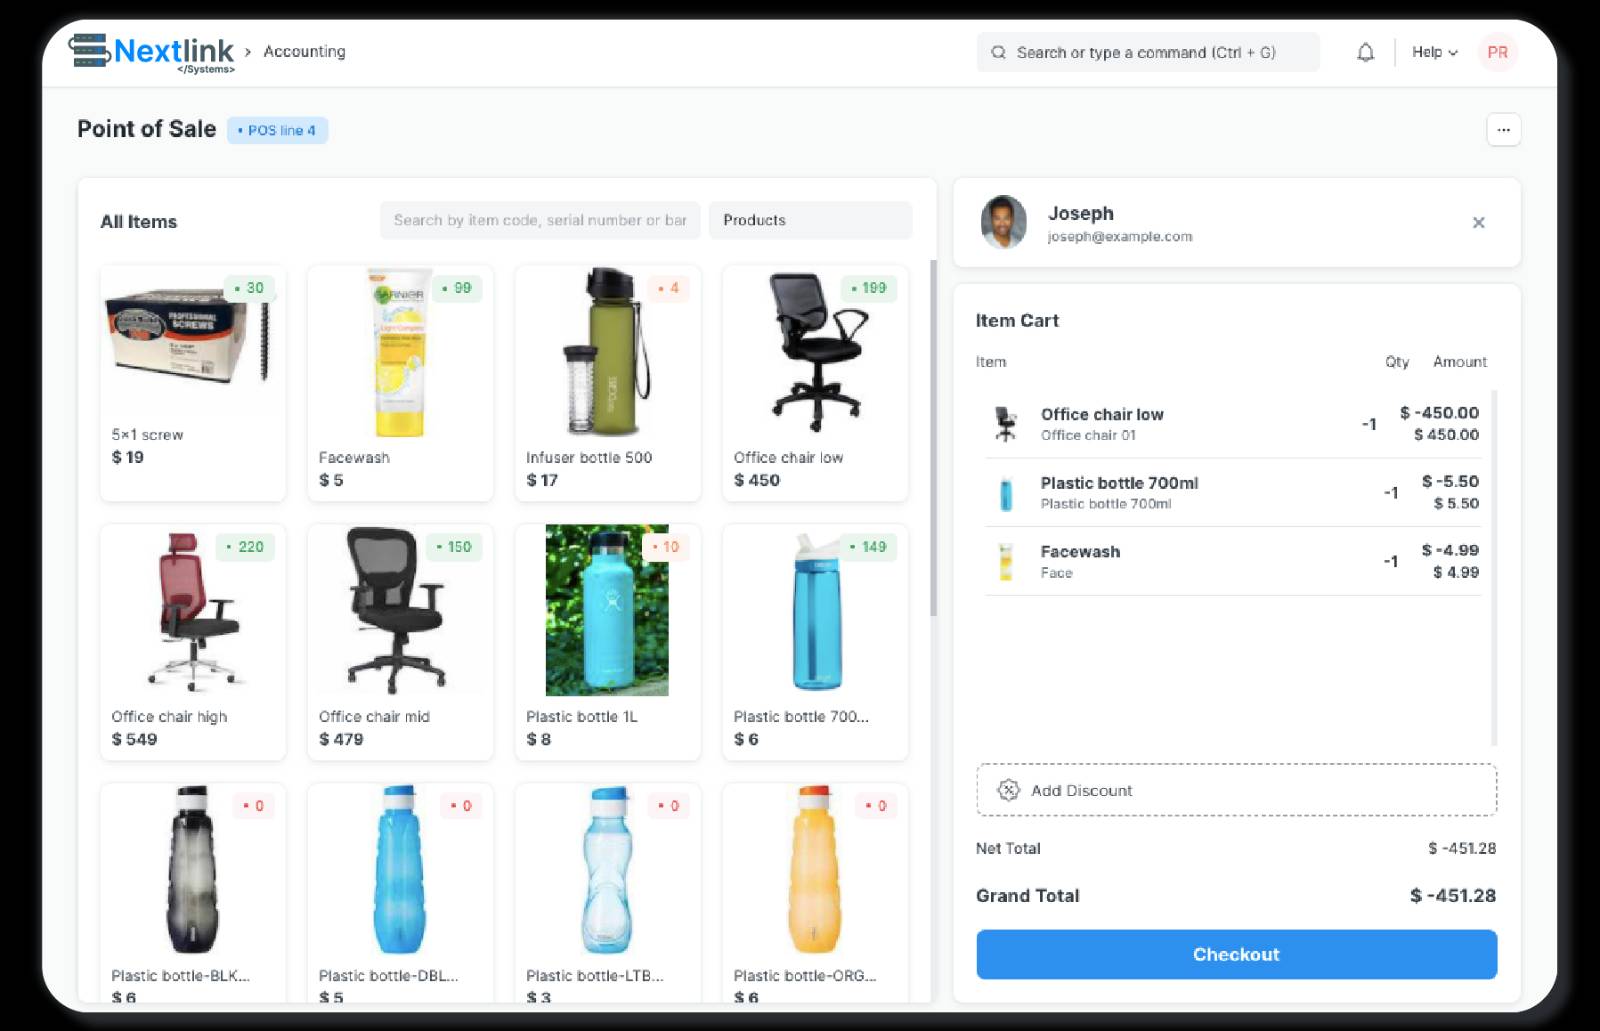 Nextlink
</Systems>
Accounting
Search or type a command (Ctrl + G)
Help
PR
Point of Sale
POS line 4
...
All Items
Search by item code, serial number or bar
Products
Joseph
joseph@example.com
30
PROFESSIONAL
SCREWS
5×1 screw
$ 19
99
GARNIER
Light Complete
Facewash
$ 5
4
Infuser bottle 500
$ 17
199
Office chair low
$ 450
220
Office chair high
$ 549
150
Office chair mid
$ 479
10
Plastic bottle 1L
$ 8
149
Plastic bottle 700...
$ 6
0
Plastic bottle-BLK...
$ 6
0
Plastic bottle-DBL...
$ 5
0
Plastic bottle-LTB...
$ 3
0
Plastic bottle-ORG...
$ 6
Item Cart
Item Qty Amount
Office chair low
Office chair 01
-1
$ -450.00
$ 450.00
Plastic bottle 700ml
Plastic bottle 700ml
-1
$ -5.50
$ 5.50
Facewash
Face
-1
$ -4.99
$ 4.99
Add Discount
Net Total $ -451.28
Grand Total $ -451.28
Checkout